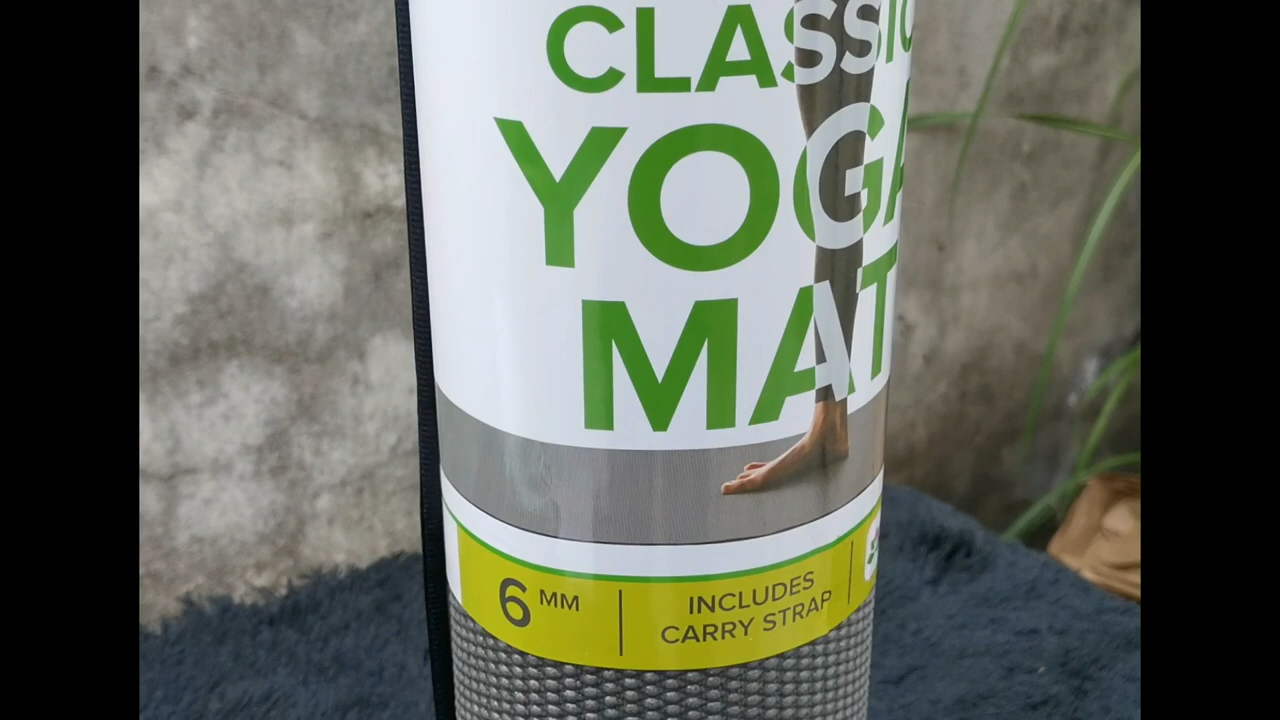 CLASSIC
YOGA
MAT
6 MM
INCLUDES
CARRY STRAP